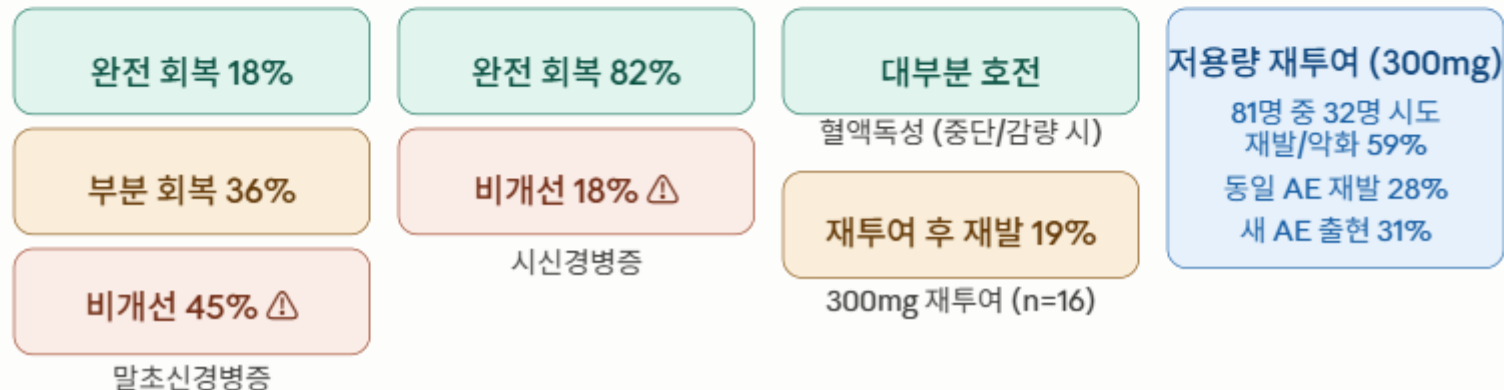 완전 회복 18%
부분 회복 36%
비개선 45% ⚠
말초신경병증
완전 회복 82%
비개선 18% ⚠
시신경병증
대부분 호전
혈액독성 (중단/감량 시)
재투여 후 재발 19%
300mg 재투여 (n=16)
저용량 재투여 (300mg)
81명 중 32명 시도
재발/악화 59%
동일 AE 재발 28%
새 AE 출현 31%